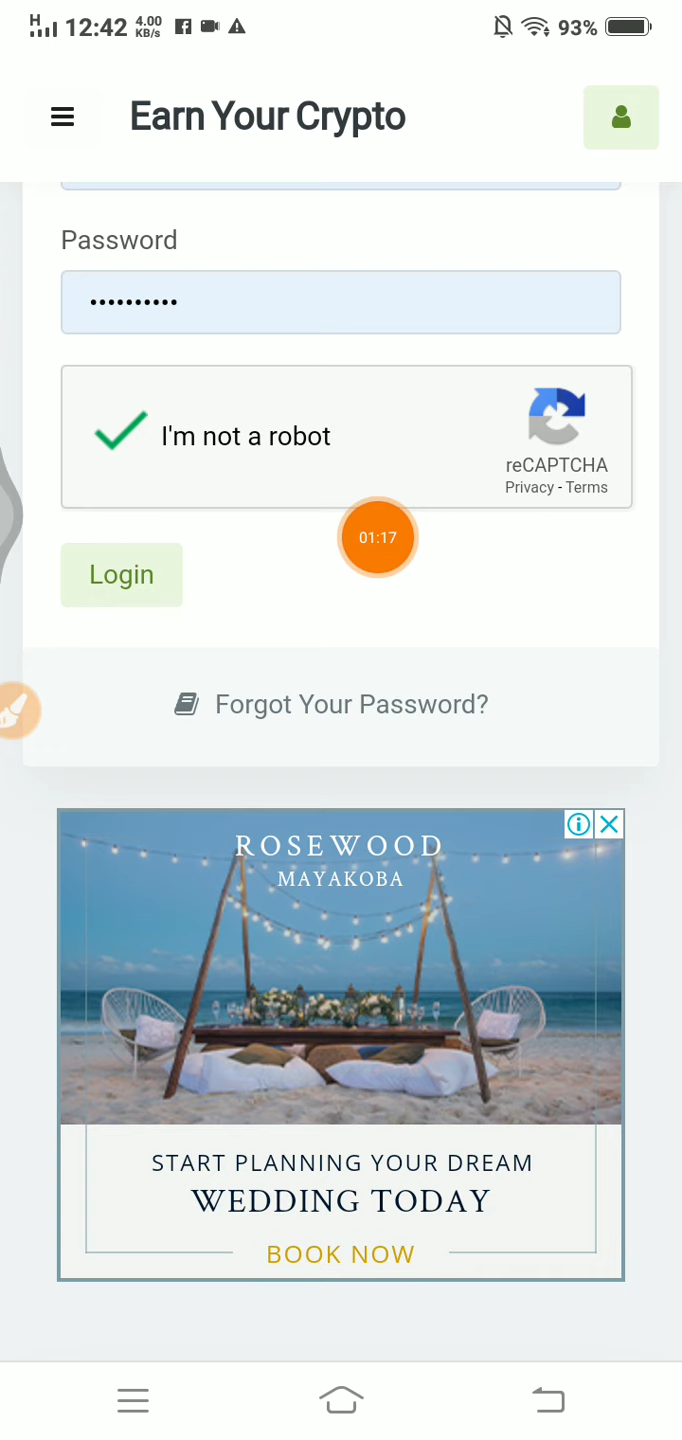 H 12:42 4.00 KB/s 93%
Earn Your Crypto
Password
••••••••••
I'm not a robot
reCAPTCHA
Privacy - Terms
01:17
Login
Forgot Your Password?
ROSEWOOD
MAYAKOBA
START PLANNING YOUR DREAM
WEDDING TODAY
BOOK NOW